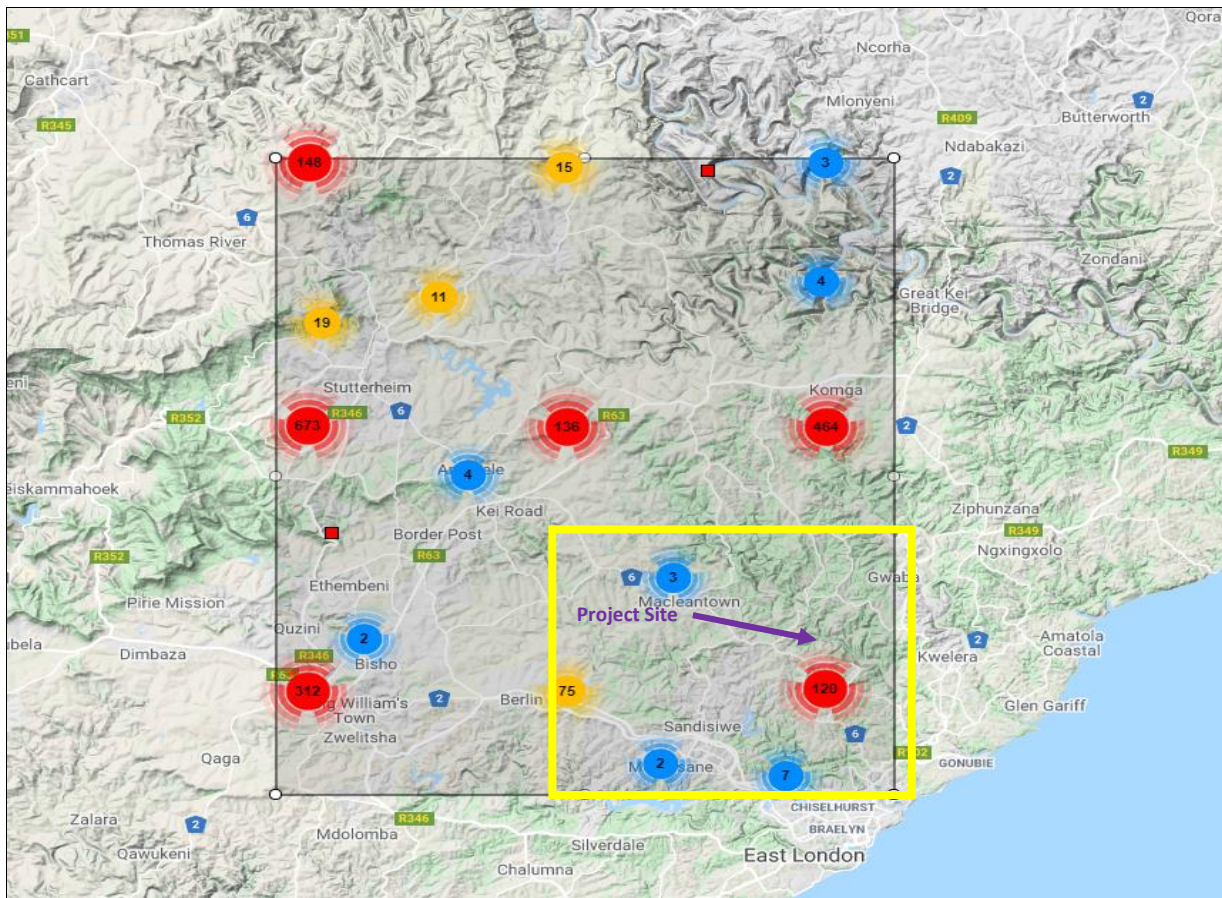 R351
Qora
Ncorha
Cathcart
Mlonyeni
2
Butterworth
R345
R409
Ndabakazi
148
15
3
2
6
Thomas River
Zondani
4
Great Kei
Bridge
11
19
Stutterheim
Komga
R352
673
R346
6
136
R63
464
2
R349
4
eiskammahoek
Kei Road
Ziphunzana
R349
Border Post
Ngxingxolo
R352
R63
Ethembeni
6
3
Gwaba
Pirie Mission
Macleantown
Project Site
Quzini
2
2
Amatola
Coastal
Dimbaza
R346
Bisho
Kwelera
312
2
Berlin
75
120
Glen Gariff
William's
Town
Sandisiwe
6
Zwelitsha
Qaga
2
7
GONUBIE
CHISELHURST
Zalara
2
R346
Mdolomba
BRAELYN
Silverdale
Qawukeni
East London
Chalumna